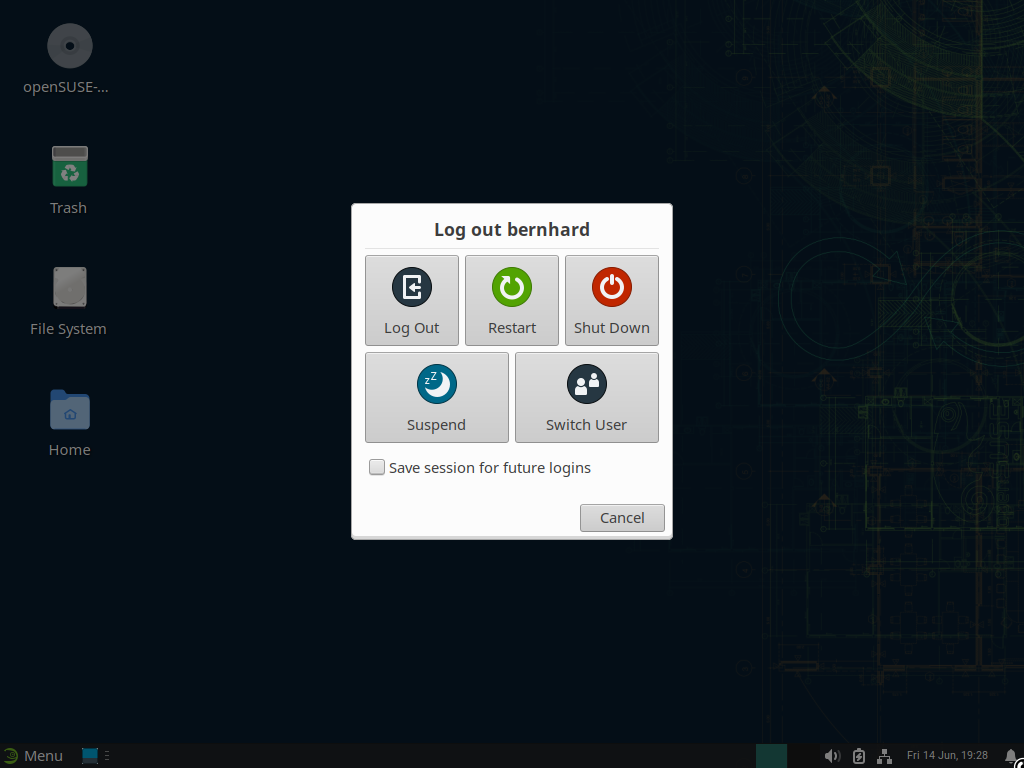 openSUSE-...
Trash
File System
Home
Log out bernhard
Log Out
Restart
Shut Down
Suspend
Switch User
Save session for future logins
Cancel
Menu
Fri 14 Jun, 19:28